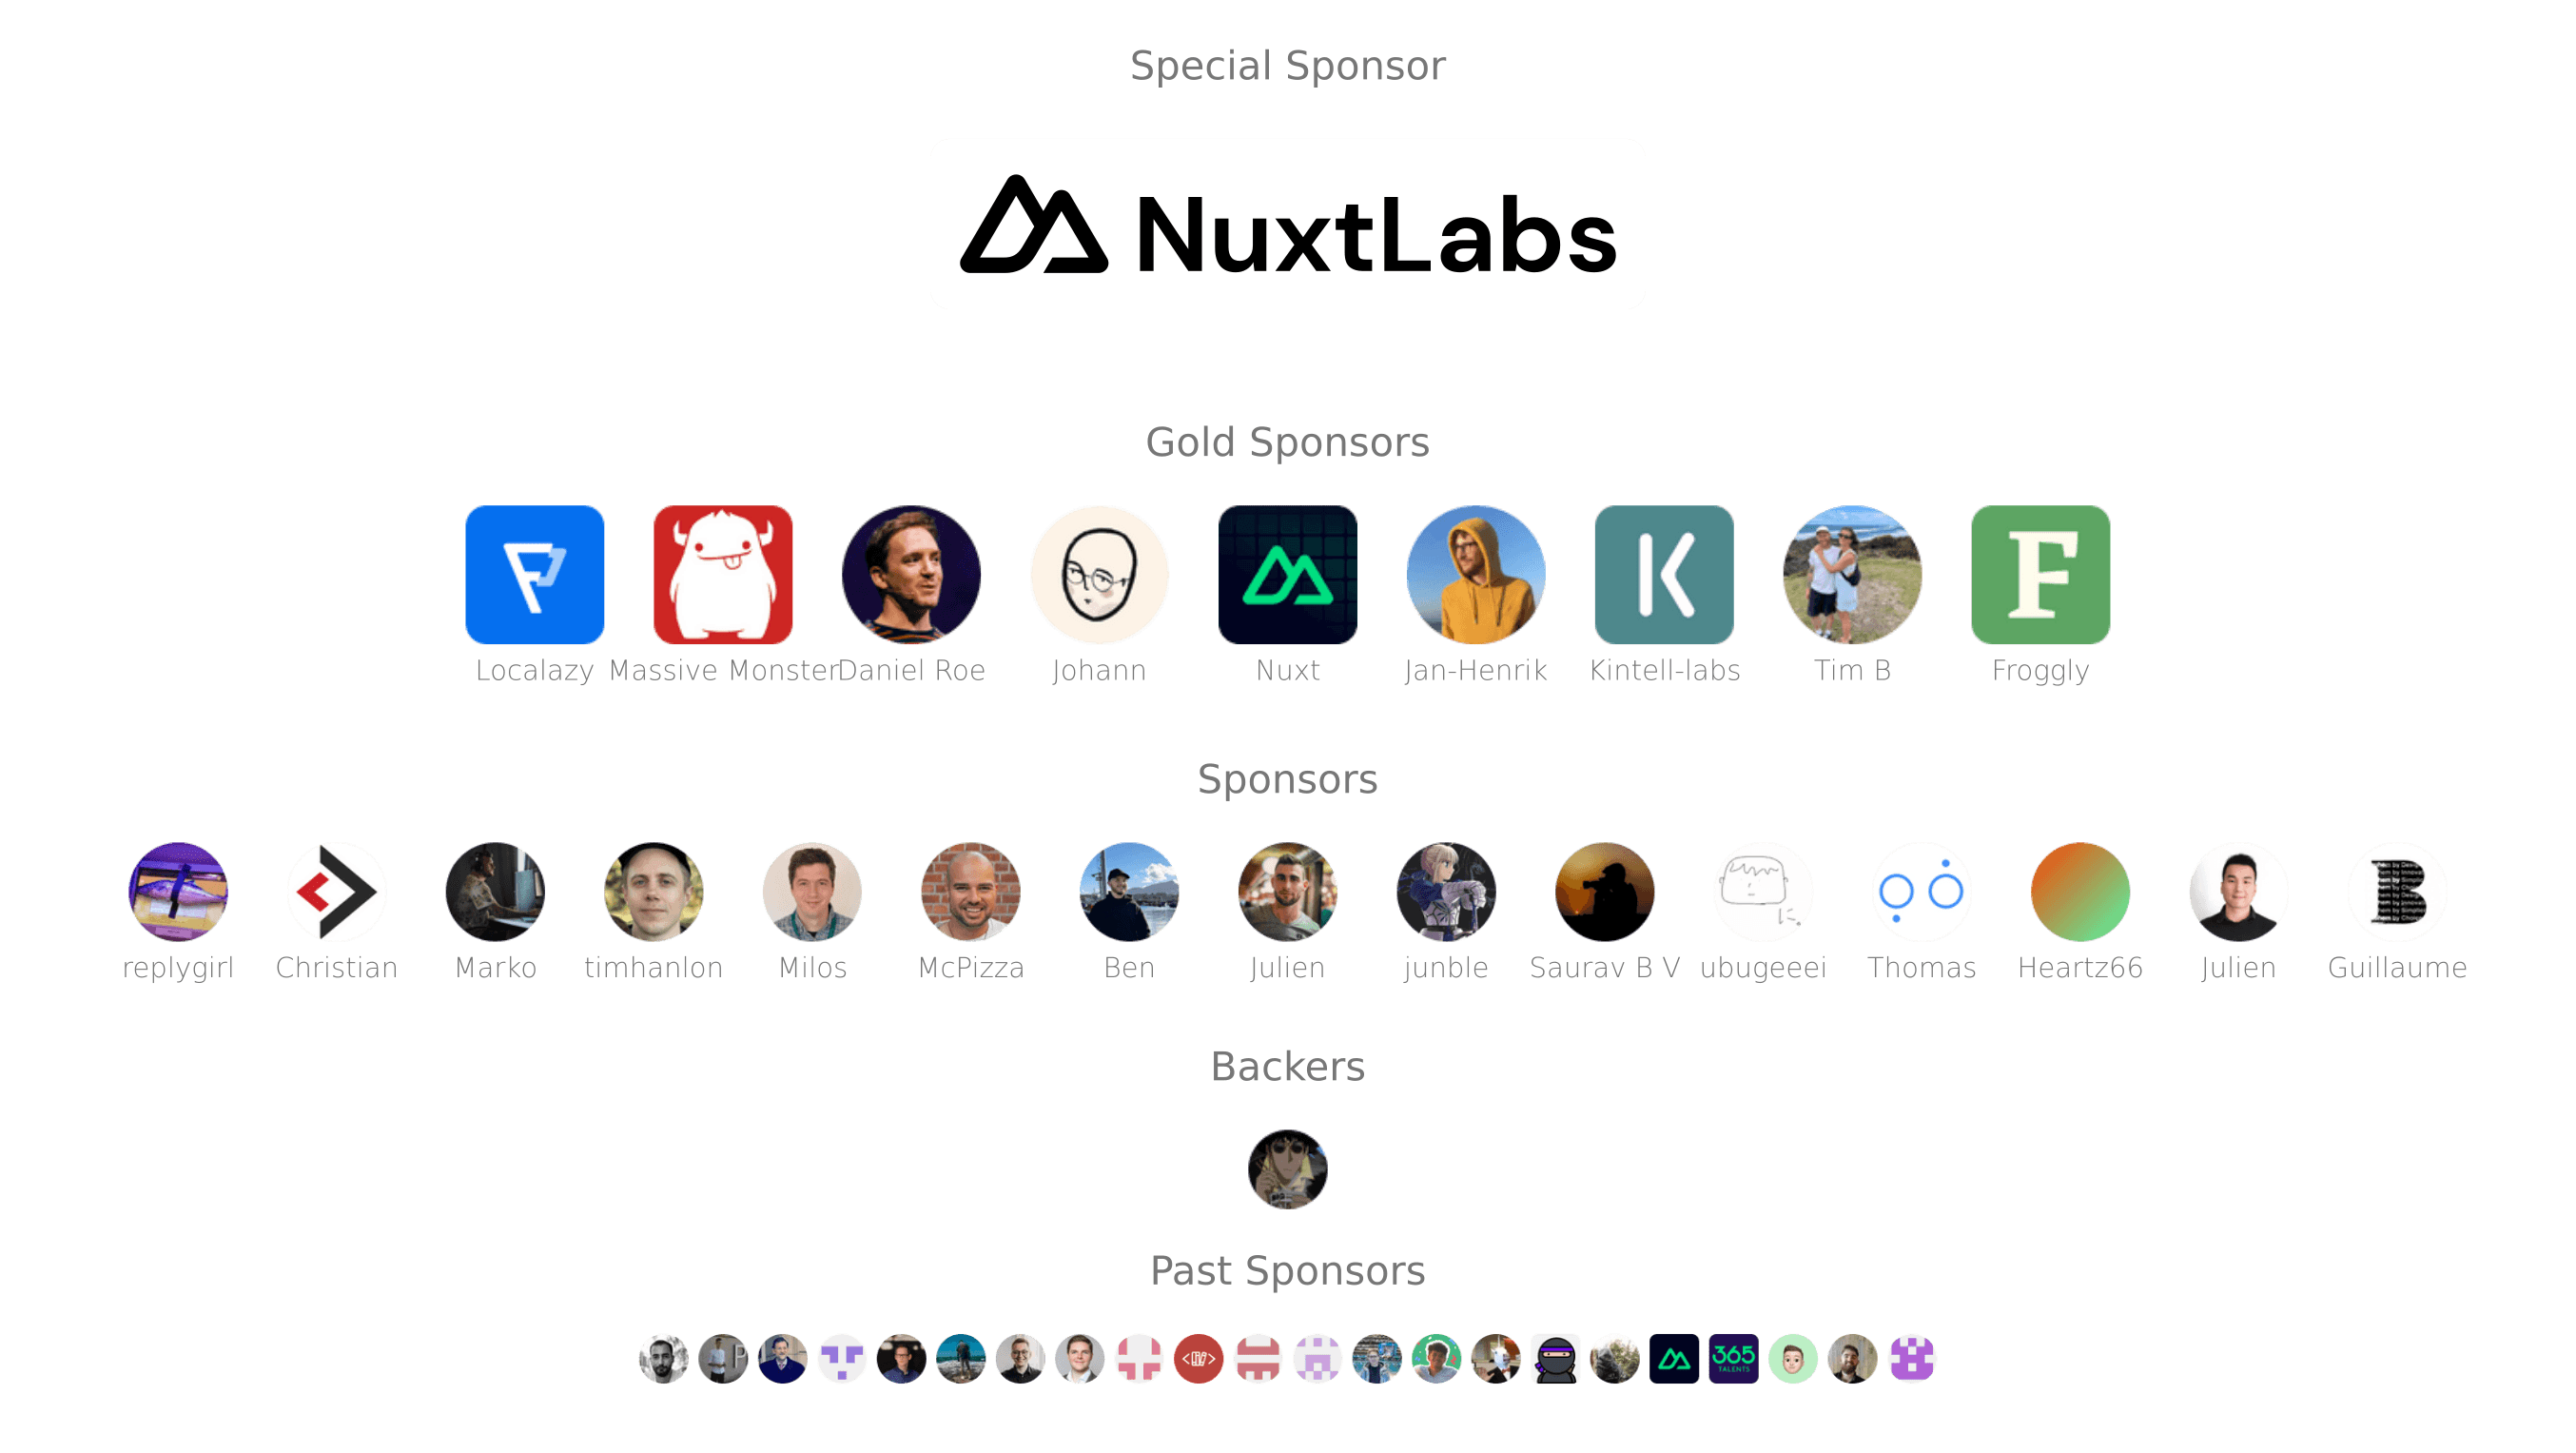 Special Sponsor
NuxtLabs
Gold Sponsors
Localazy Massive Monster Daniel Roe Johann Nuxt Jan-Henrik Kintell-labs Tim B Froggly
Sponsors
replygirl Christian Marko timhanlon Milos McPizza Ben Julien junble Saurav B V ubugeeei Thomas Heartz66 Julien Guillaume
Backers
Past Sponsors
365
TALENTS